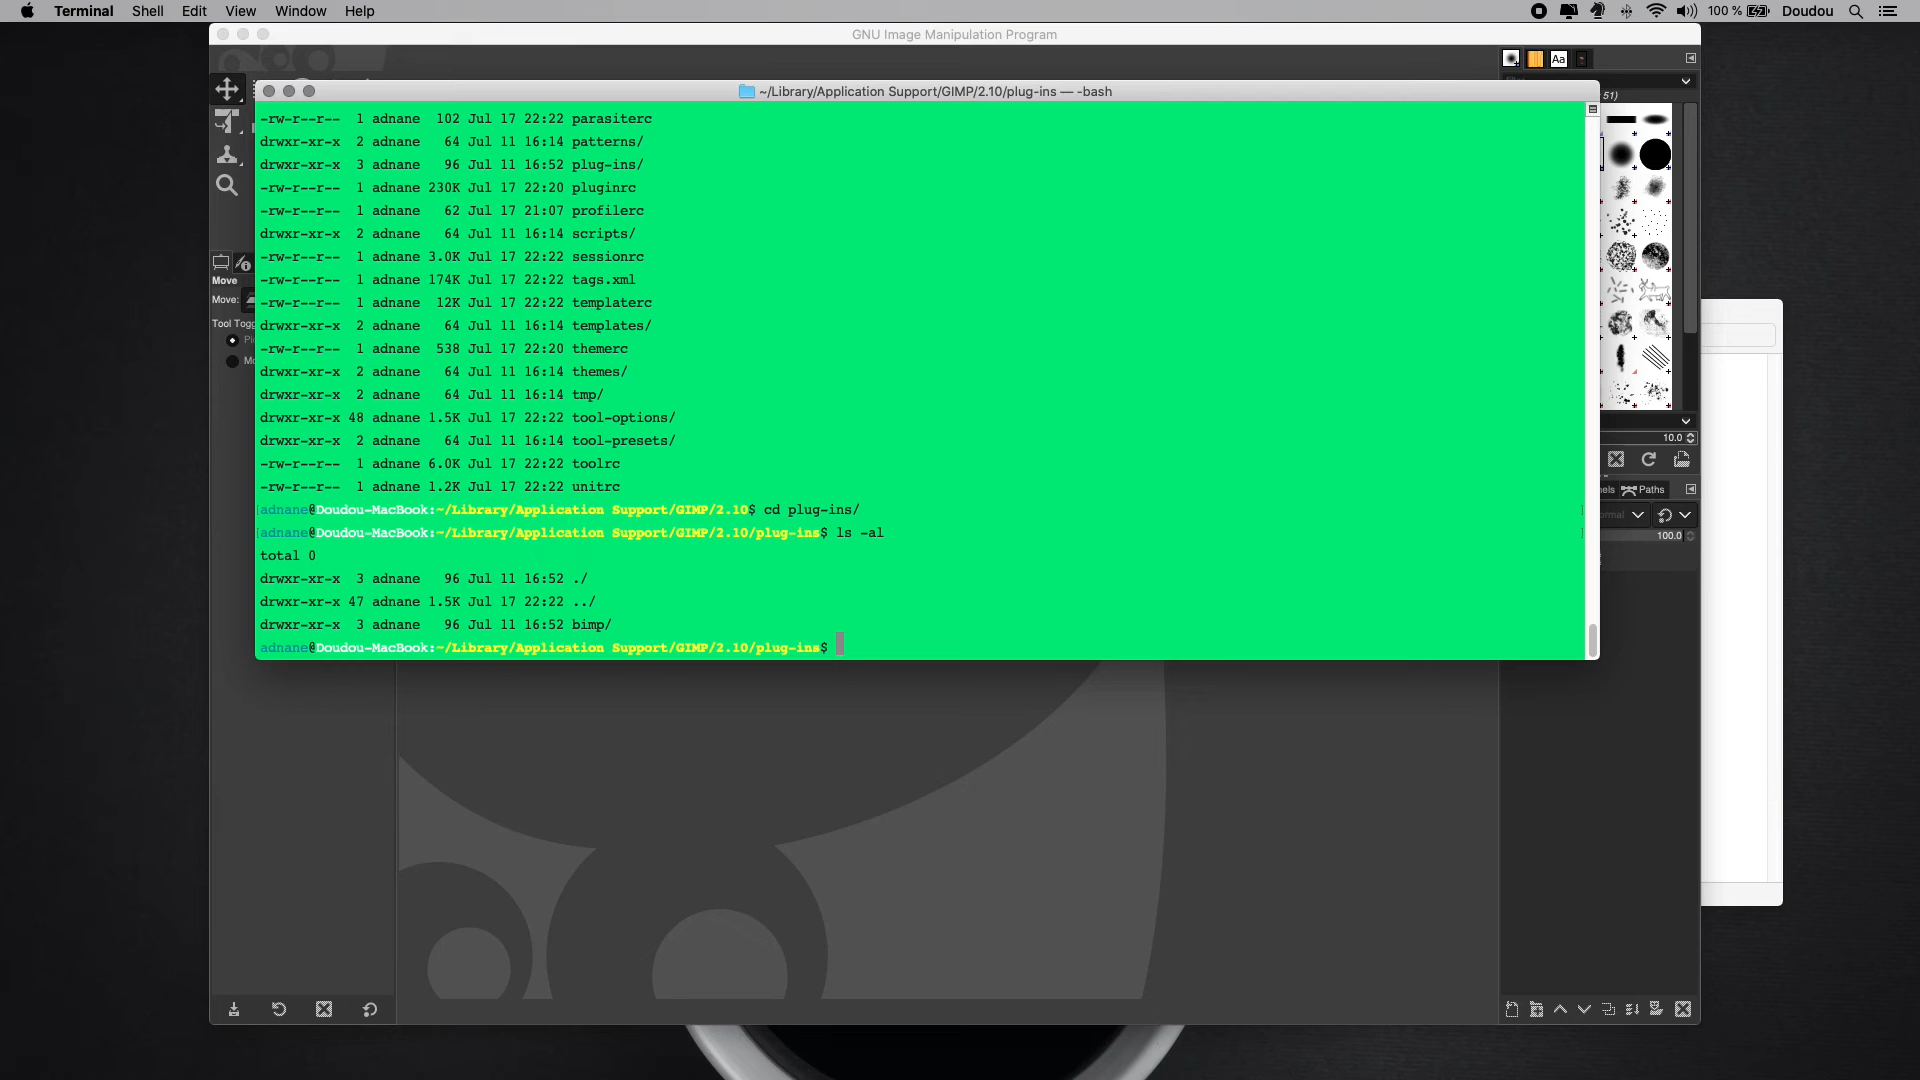 Terminal Shell Edit View Window Help 100 % Doudou
GNU Image Manipulation Program
~/Library/Application Support/GIMP/2.10/plug-ins — -bash
Aa
51)
-rw-r--r--  1 adnane  102 Jul 17 22:22 parasiterc
drwxr-xr-x  2 adnane   64 Jul 11 16:14 patterns/
drwxr-xr-x  3 adnane   96 Jul 11 16:52 plug-ins/
-rw-r--r--  1 adnane 230K Jul 17 22:20 pluginrc
-rw-r--r--  1 adnane   62 Jul 17 21:07 profilerc
drwxr-xr-x  2 adnane   64 Jul 11 16:14 scripts/
-rw-r--r--  1 adnane 3.0K Jul 17 22:22 sessionrc
-rw-r--r--  1 adnane 174K Jul 17 22:22 tags.xml
-rw-r--r--  1 adnane  12K Jul 17 22:22 templaterc
drwxr-xr-x  2 adnane   64 Jul 11 16:14 templates/
-rw-r--r--  1 adnane  538 Jul 17 22:20 themerc
drwxr-xr-x  2 adnane   64 Jul 11 16:14 themes/
drwxr-xr-x  2 adnane   64 Jul 11 16:14 tmp/
drwxr-xr-x 48 adnane 1.5K Jul 17 22:22 tool-options/
drwxr-xr-x  2 adnane   64 Jul 11 16:14 tool-presets/
-rw-r--r--  1 adnane 6.0K Jul 17 22:22 toolrc
-rw-r--r--  1 adnane 1.2K Jul 17 22:22 unitrc
[adnane@Doudou-MacBook:~/Library/Application Support/GIMP/2.10$ cd plug-ins/ ]
[adnane@Doudou-MacBook:~/Library/Application Support/GIMP/2.10/plug-ins$ ls -al ]
total 0
drwxr-xr-x  3 adnane   96 Jul 11 16:52 ./
drwxr-xr-x 47 adnane 1.5K Jul 17 22:22 ../
drwxr-xr-x  3 adnane   96 Jul 11 16:52 bimp/
adnane@Doudou-MacBook:~/Library/Application Support/GIMP/2.10/plug-ins$
Move
Move:
Tool Togg
10.0
Paths
100.0